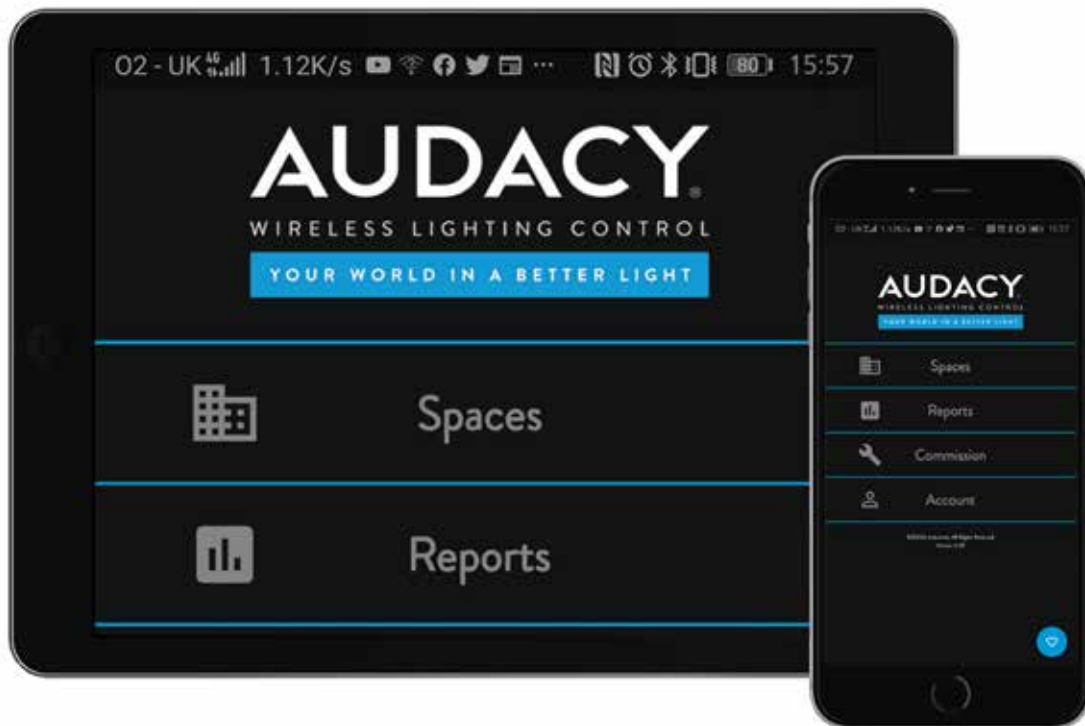 O2 - UK 4G 1.12K/s ... 80 15:57
AUDACY®
WIRELESS LIGHTING CONTROL
YOUR WORLD IN A BETTER LIGHT
Spaces
Reports
AUDACY
WIRELESS LIGHTING CONTROL
YOUR WORLD IN A BETTER LIGHT
Spaces
Reports
Commission
Account